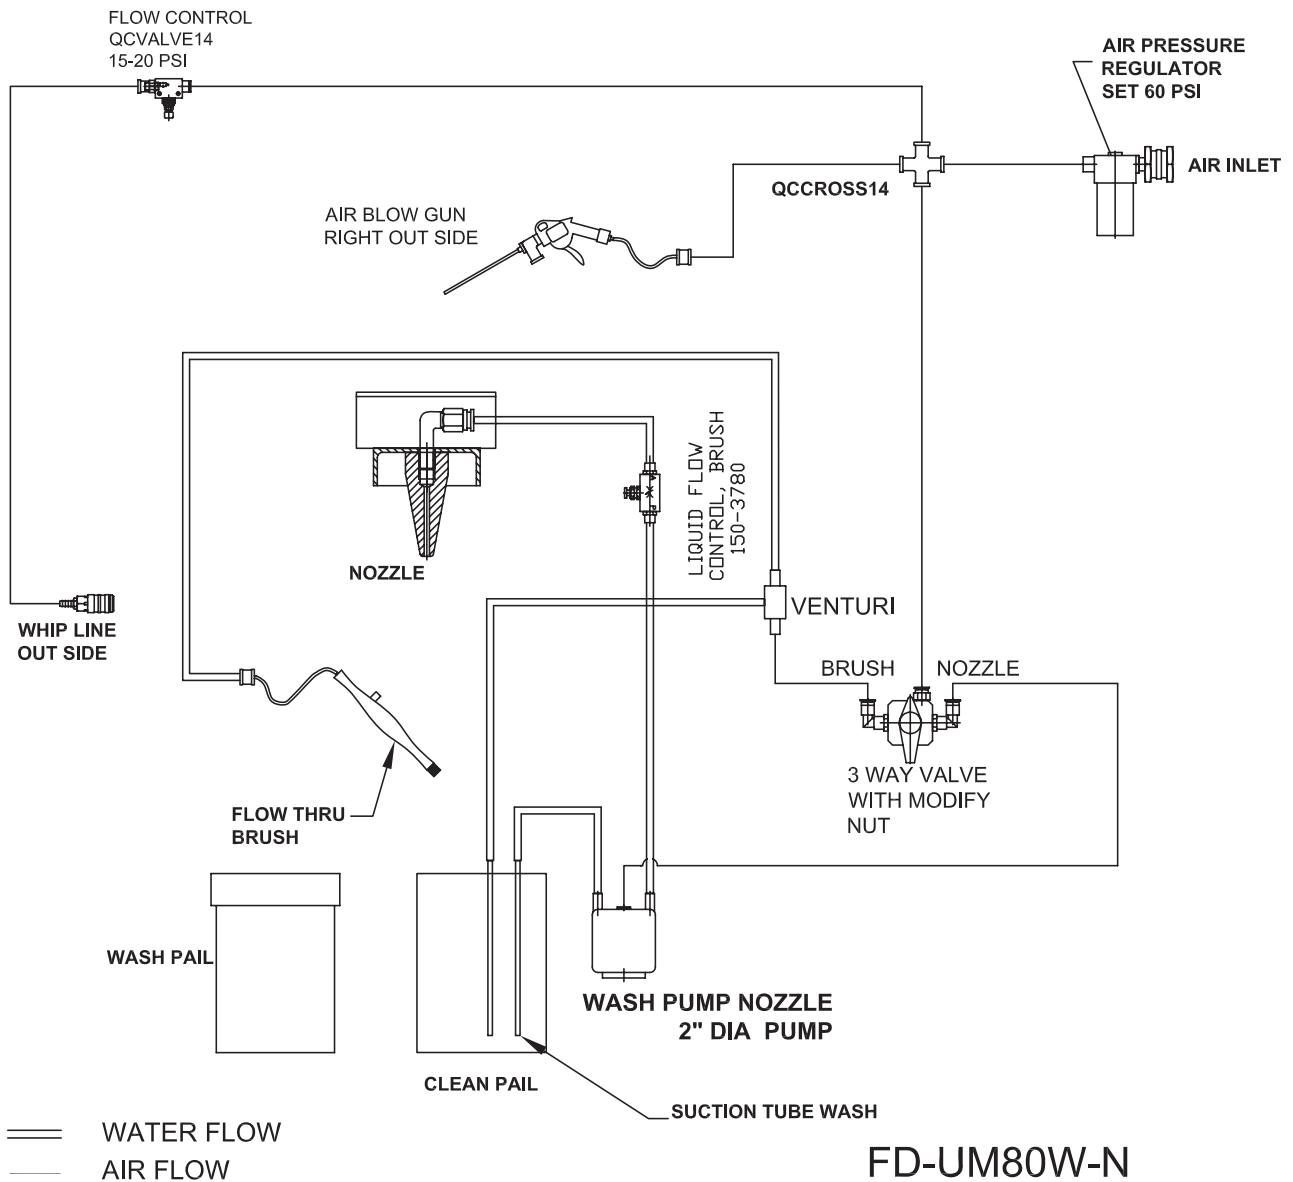 FLOW CONTROL
QCVALVE14
15-20 PSI
AIR PRESSURE
REGULATOR
SET 60 PSI
AIR INLET
QCCROSS14
AIR BLOW GUN
RIGHT OUT SIDE
LIQUID FLOW
CONTROL, BRUSH
150-3780
NOZZLE
VENTURI
WHIP LINE
OUT SIDE
BRUSH
NOZZLE
3 WAY VALVE
WITH MODIFY
NUT
FLOW THRU
BRUSH
WASH PAIL
WASH PUMP NOZZLE
2" DIA PUMP
CLEAN PAIL
SUCTION TUBE WASH
WATER FLOW
AIR FLOW
FD-UM80W-N